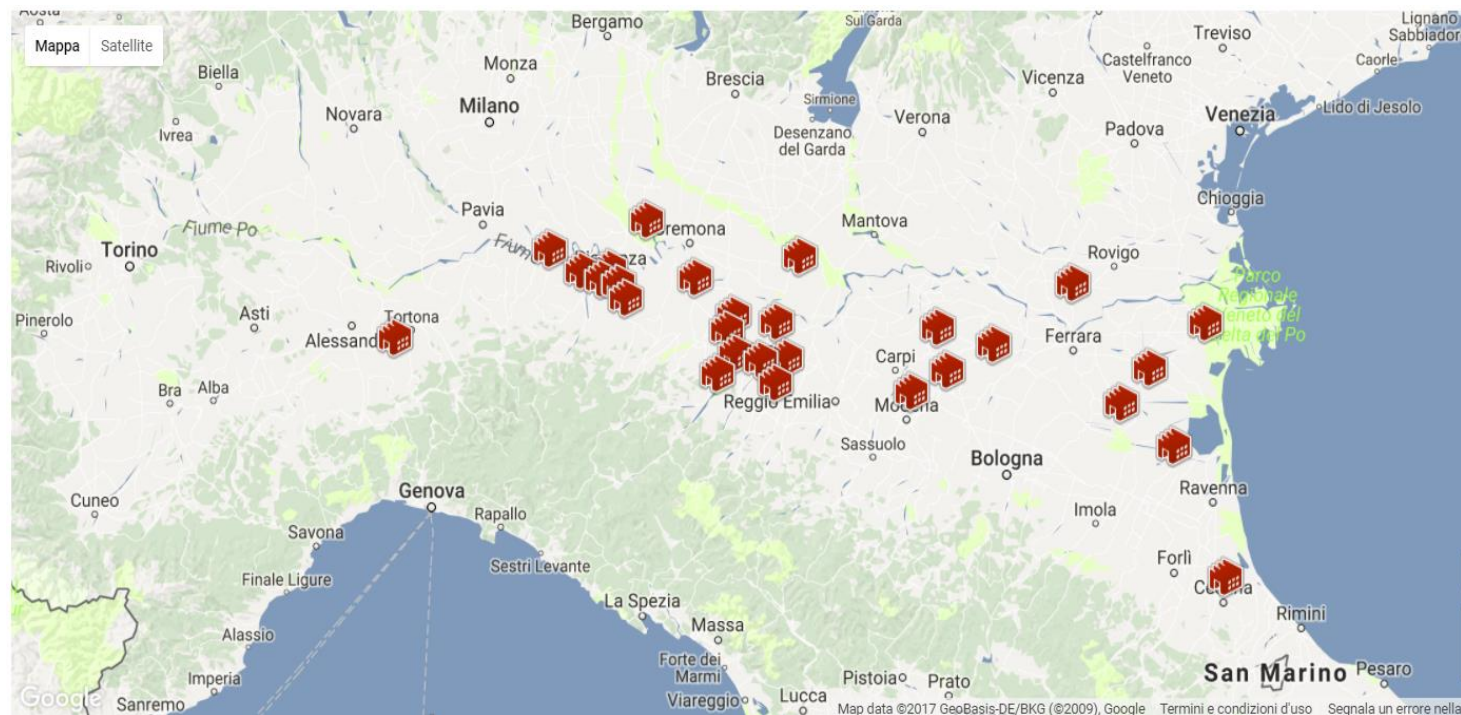 Bergamo
Sul Garda
Lignano
Sabbiador
Treviso
Mappa
Satellite
Castelfranco
Veneto
Caorle
Monza
Biella
Brescia
Vicenza
Milano
Novara
Sirmione
Verona
Venezia
Lido di Jesolo
Ivrea
Desenzano
del Garda
Padova
Chioggia
Pavia
Mantova
Fiume Po
Torino
Rivoli
Rovigo
Parco
Regionale
Veneto del
Delta del Po
Asti
Tortona
Pinerolo
Ferrara
Carpi
Bra
Alba
Reggio Emilia
Sassuolo
Bologna
Cuneo
Genova
Rapallo
Ravenna
Imola
Savona
Sestri Levante
Forlì
Finale Ligure
La Spezia
Massa
Rimini
Alassio
Forte dei
Marmi
San Marino
Pesaro
Imperia
Pistoia
Prato
Viareggio
Lucca
Google
Sanremo
Map data ©2017 GeoBasis-DE/BKG (©2009), Google
Termini e condizioni d'uso
Segnala un errore nella